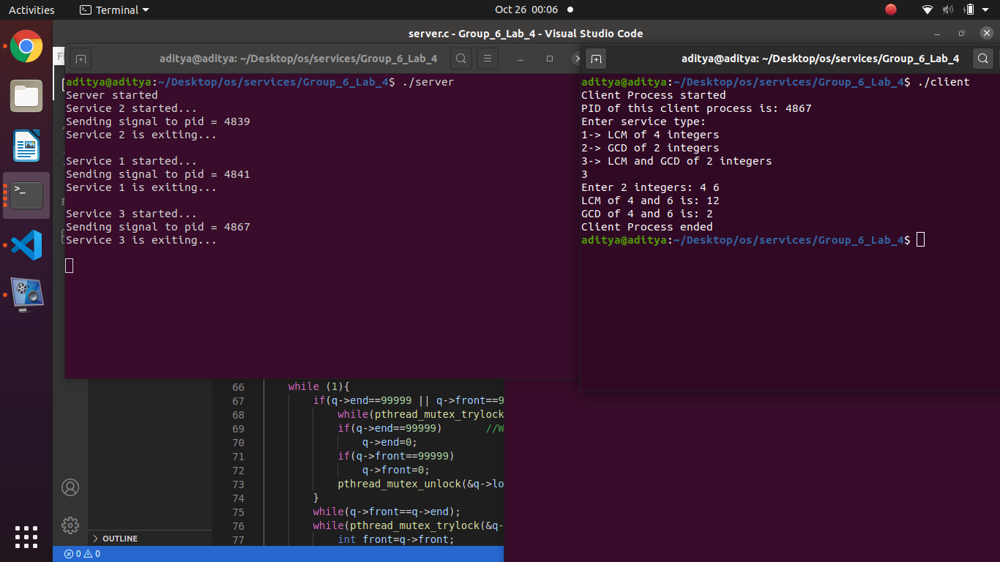 Activities
Terminal
Oct 26 00:06
server.c - Group_6_Lab_4 - Visual Studio Code
aditya@aditya: ~/Desktop/os/services/Group_6_Lab_4
aditya@aditya:~/Desktop/os/services/Group_6_Lab_4$ ./server
Server started
Service 2 started...
Sending signal to pid = 4839
Service 2 is exiting...
Service 1 started...
Sending signal to pid = 4841
Service 1 is exiting...
Service 3 started...
Sending signal to pid = 4867
Service 3 is exiting...
aditya@aditya: ~/Desktop/os/services/Group_6_Lab_4
aditya@aditya:~/Desktop/os/services/Group_6_Lab_4$ ./client
Client Process started
PID of this client process is: 4867
Enter service type:
1-> LCM of 4 integers
2-> GCD of 2 integers
3-> LCM and GCD of 2 integers
3
Enter 2 integers: 4 6
LCM of 4 and 6 is: 12
GCD of 4 and 6 is: 2
Client Process ended
aditya@aditya:~/Desktop/os/services/Group_6_Lab_4$
66 while (1){
67 if(q->end==99999 || q->front==9
68 while(pthread_mutex_trylock
69 if(q->end==99999) //W
70 q->end=0;
71 if(q->front==99999)
72 q->front=0;
73 pthread_mutex_unlock(&q->lo
74 }
75 while(q->front==q->end);
76 while(pthread_mutex_trylock(&q-
77 int front=q->front;
OUTLINE
0 0